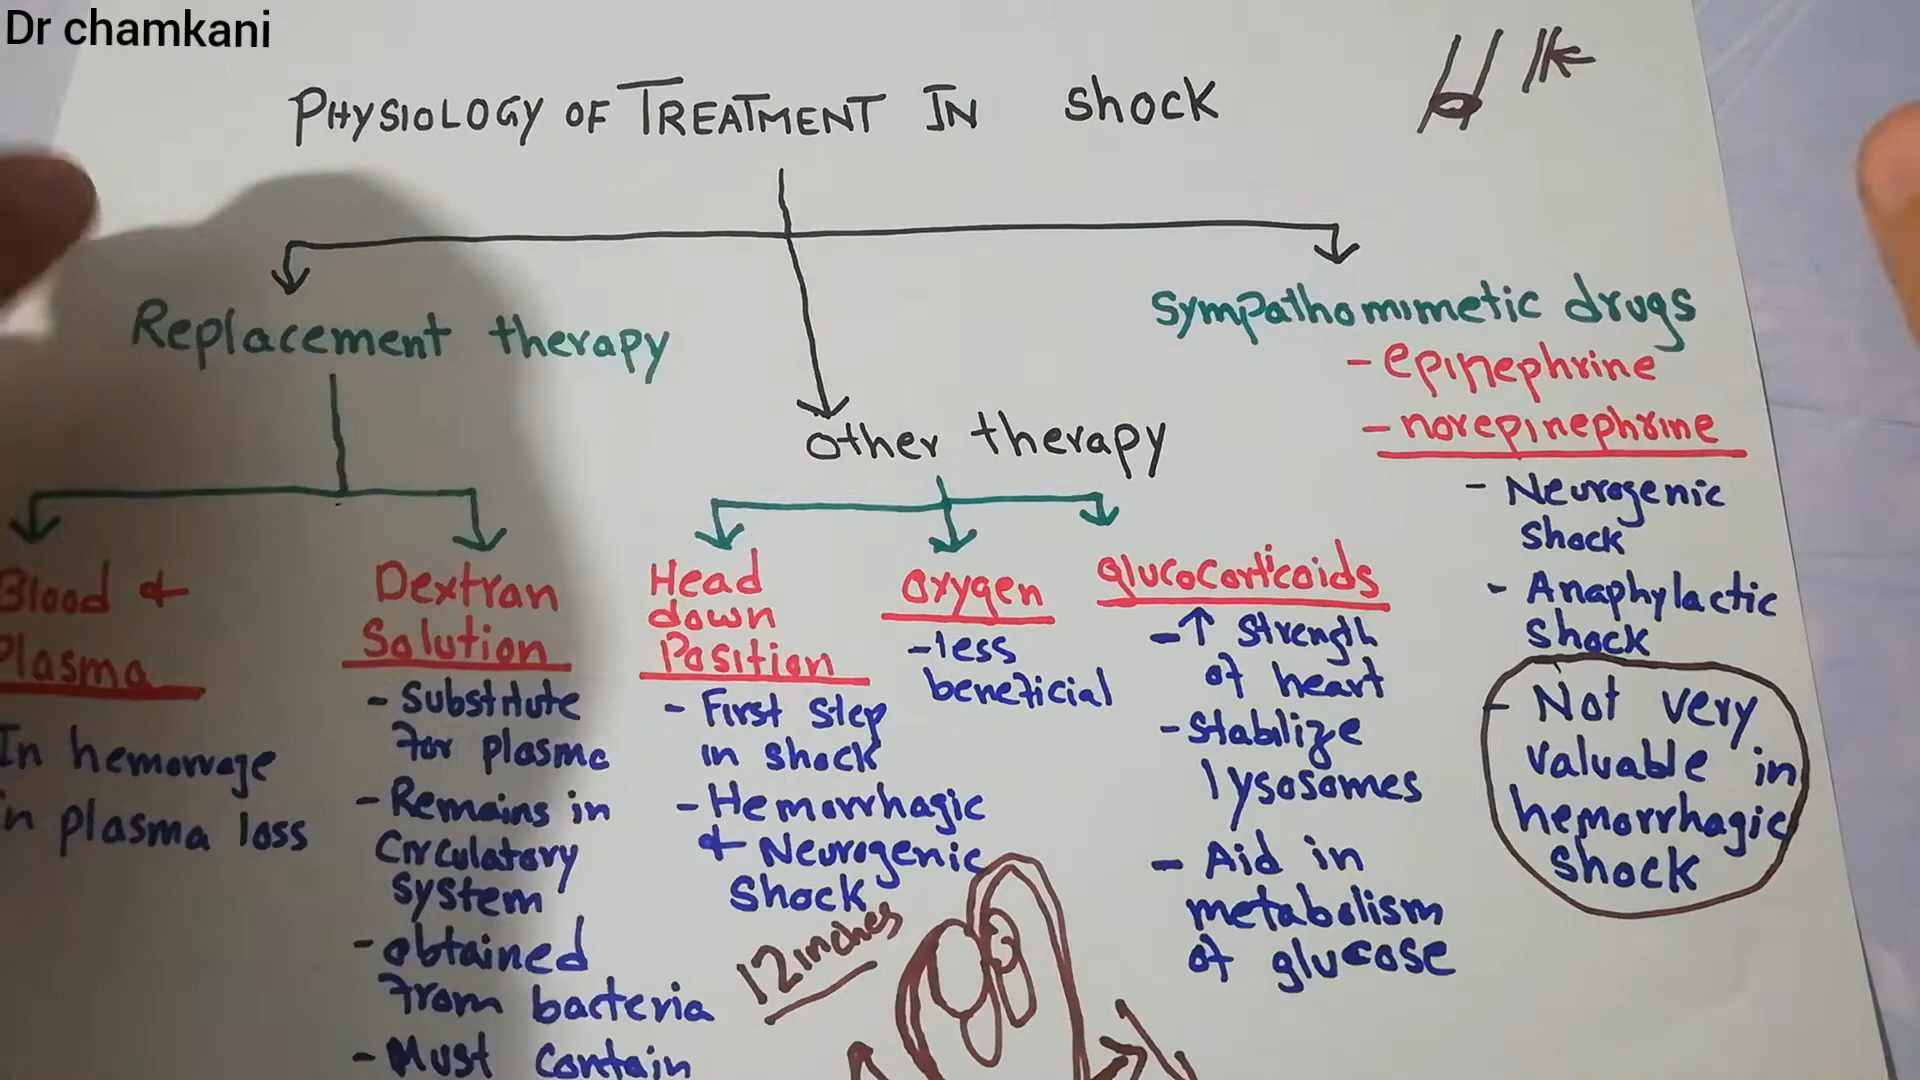 Dr chamkani
PHYSIOLOGY OF TREATMENT IN Shock
Replacement therapy
Blood &
Plasma
In hemorrage
in plasma loss
Dextran
Solution
- Substitute
for plasma
- Remains in
Circulatory
system
- obtained
from bacteria
- Must contain
Other therapy
Head
down
Position
- First step
in shock
- Hemorrhagic
& Neurogenic
Shock
12 inches
oxygen
- less
beneficial
glucocorticoids
- ↑ strength
of heart
- Stabilize
lysosomes
- Aid in
metabolism
of glucose
Sympathomimetic drugs
- epinephrine
- norepinephrine
- Neurogenic
Shock
- Anaphylactic
Shock
- Not very
valuable in
hemorrhagic
Shock